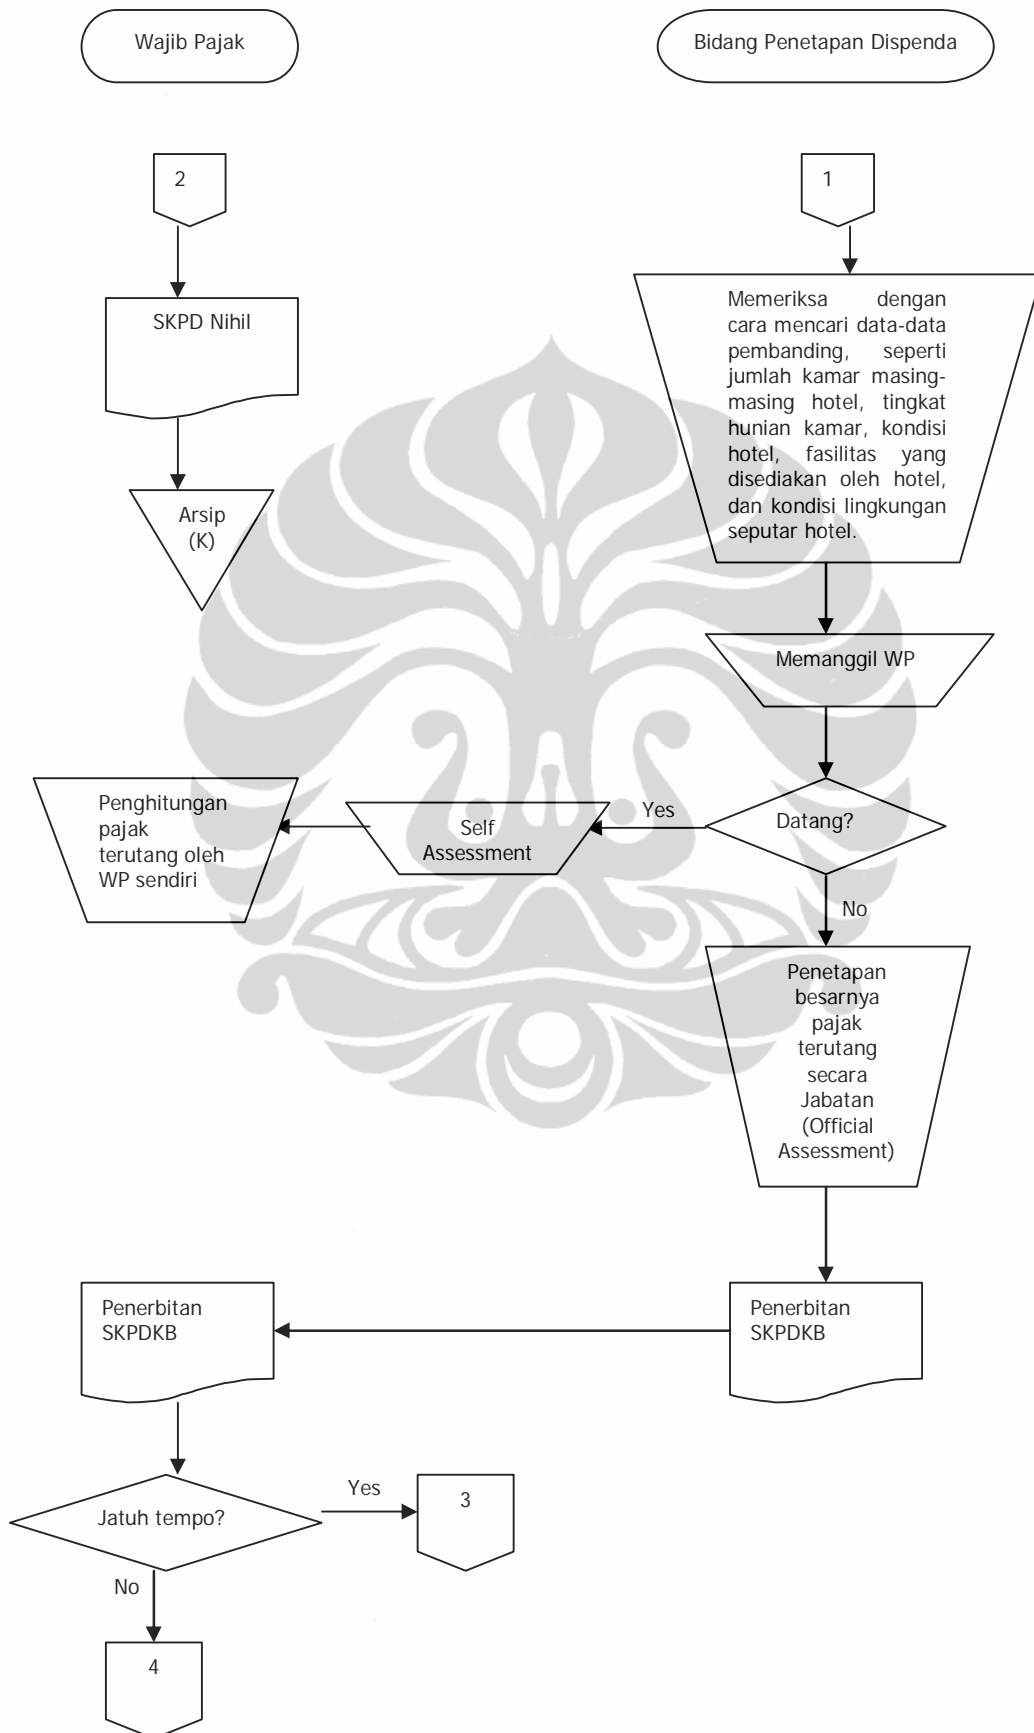 Wajib Pajak
Bidang Penetapan Dispenda
2
1
SKPD Nihil
Arsip
(K)
Memeriksa dengan
cara mencari data-data
pembanding, seperti
jumlah kamar masing-
masing hotel, tingkat
hunian kamar, kondisi
hotel, fasilitas yang
disediakan oleh hotel,
dan kondisi lingkungan
seputar hotel.
Memanggil WP
Datang?
Yes
Self
Assessment
Penghitungan
pajak
terutang oleh
WP sendiri
No
Penetapan
besarnya
pajak
terutang
secara
Jabatan
(Official
Assessment)
Penerbitan
SKPDKB
Penerbitan
SKPDKB
Jatuh tempo?
Yes
3
No
4